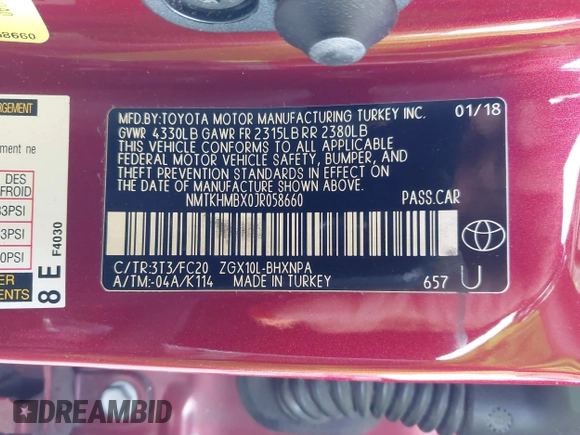 58660
ARGEMENT
ment ne
DES
FROID
3PSI
3PSI
0PSI
ER
ENTS
8 E
F4030
MFD.BY:TOYOTA MOTOR MANUFACTURING TURKEY INC. 01/18
GVWR 4330LB GAWR FR 2315LB RR 2380LB
THIS VEHICLE CONFORMS TO ALL APPLICABLE
FEDERAL MOTOR VEHICLE SAFETY, BUMPER, AND
THEFT PREVENTION STANDARDS IN EFFECT ON
THE DATE OF MANUFACTURE SHOWN ABOVE.
NMTKHMBX0JR058660 PASS.CAR
C/TR:3T3/FC20 ZGX10L-BHXNPA
A/TM:-04A/K114 MADE IN TURKEY 657 U
DREAMBID